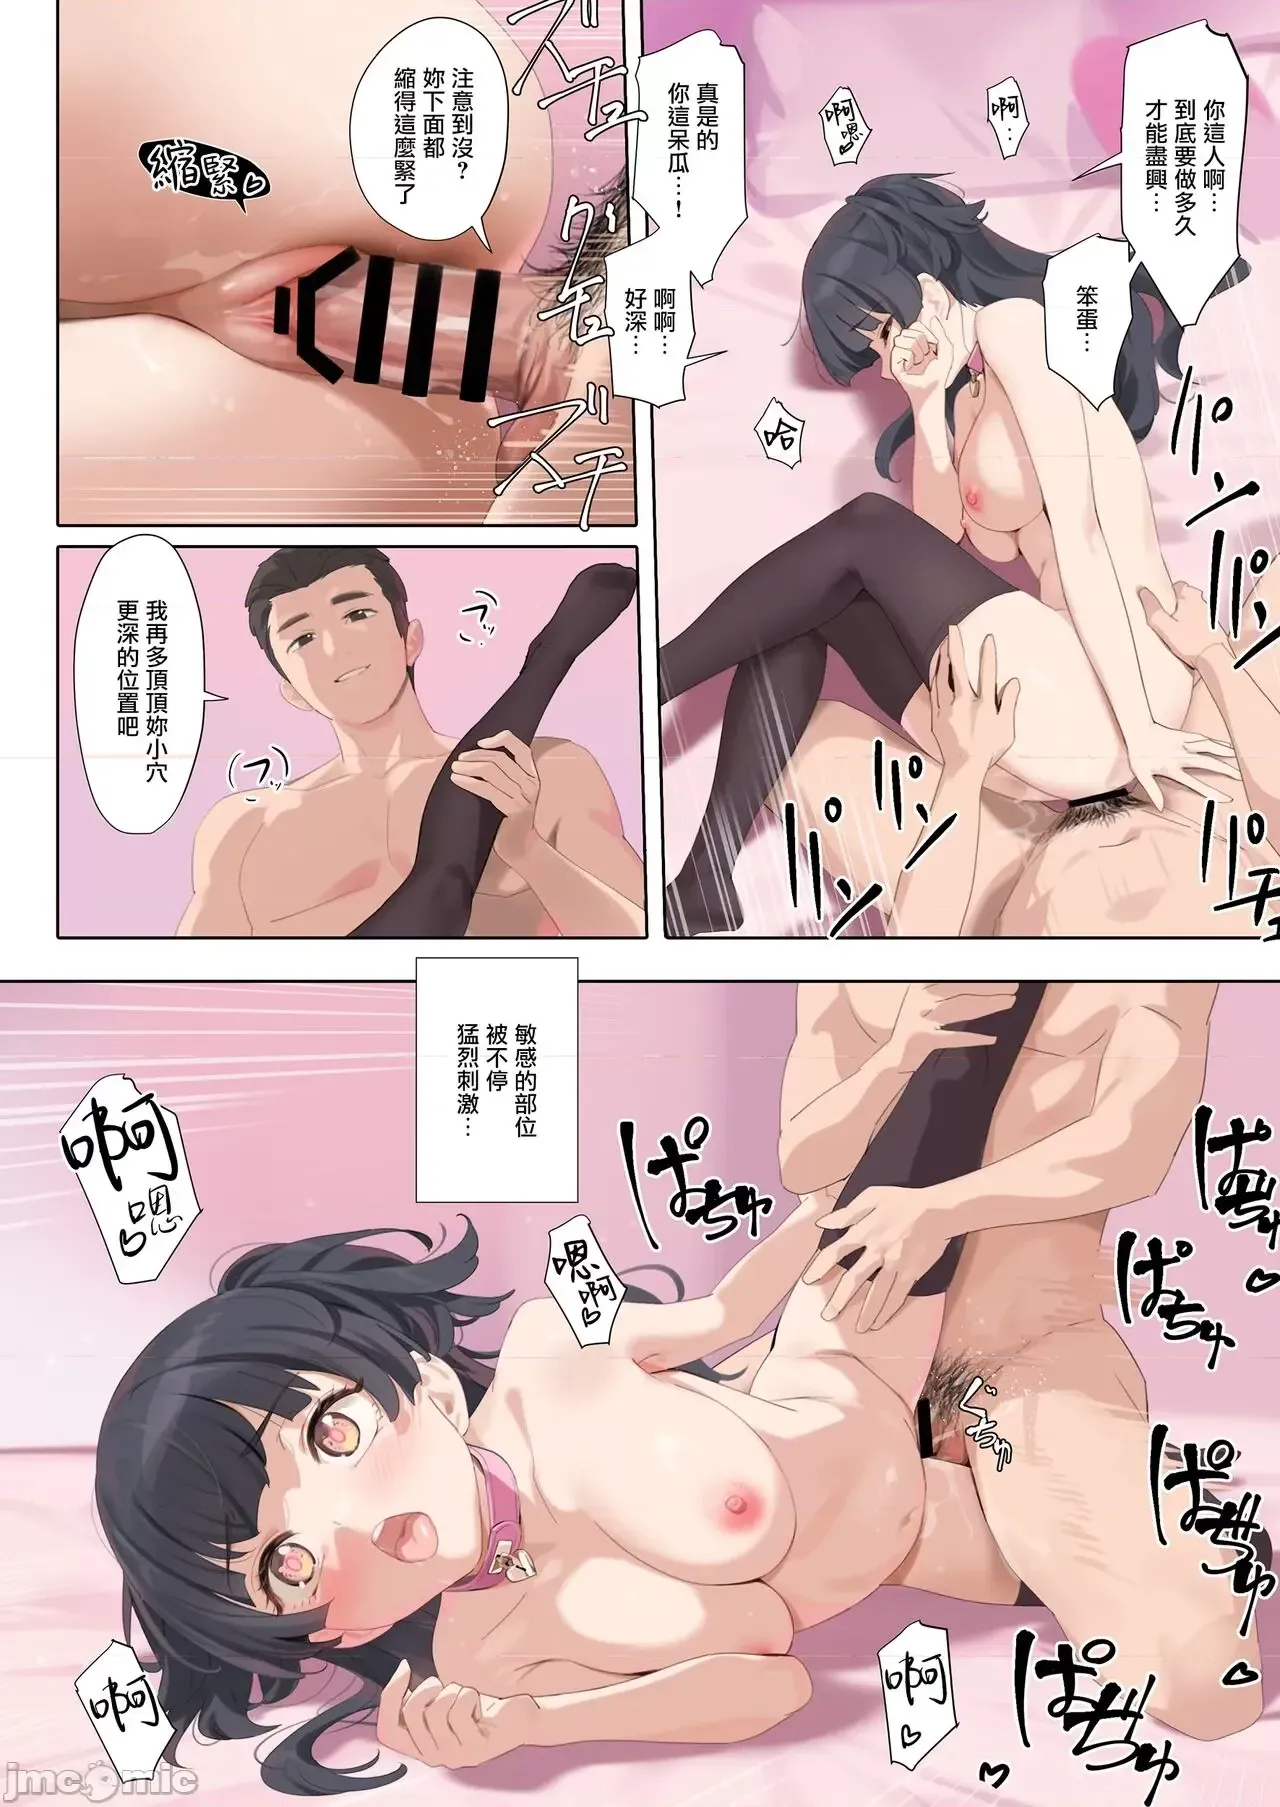 你這人啊…
到底要做多久
才能盡興…
啊…
啊
嗯♡
笨蛋…
哈
真是的
你這呆瓜…！
啊啊…
好深…
パンパン
パンパン
注意到沒？
妳下面都
縮得這麼緊了
縮緊♡
ブッ
我再多頂頂妳小穴
更深的位置吧
敏感的部位
被不停
猛烈刺激…
啊
嗯♡
嗯
啊♡
ぱちゅ
ぱちゅ♡
ぱちゅ
ぐちゅ
啊♡
啊
jmcomic